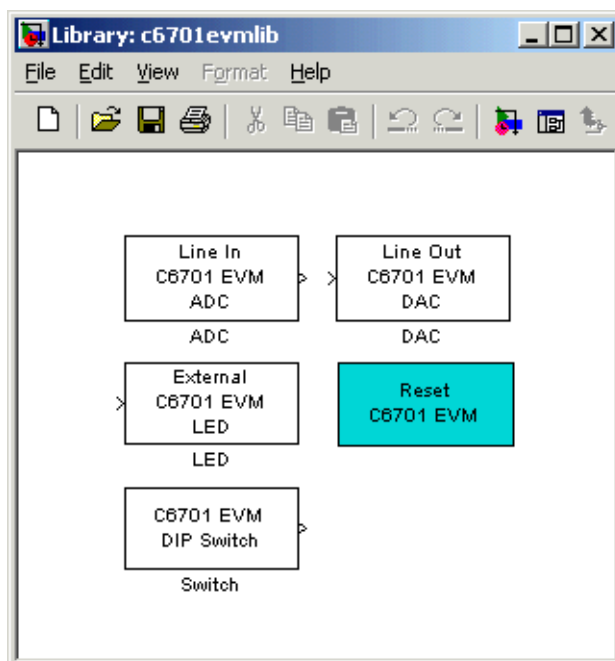 Library: c6701evmlib
File Edit View Format Help
Line In
C6701 EVM
ADC
ADC
Line Out
C6701 EVM
DAC
DAC
External
C6701 EVM
LED
LED
Reset
C6701 EVM
C6701 EVM
DIP Switch
Switch